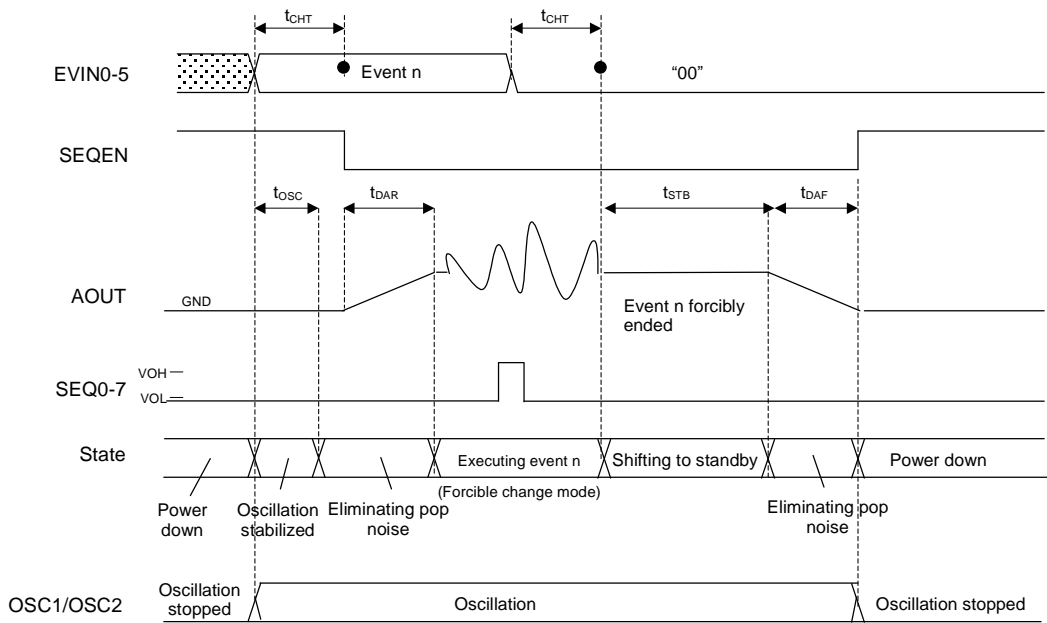 tCHT
tCHT
EVIN0-5
Event n
“00”
SEQEN
tOSC
tDAR
tSTB
tDAF
AOUT
GND
Event n forcibly
ended
VOH
SEQ0-7
VOL
State
Executing event n
Shifting to standby
Power down
(Forcible change mode)
Power
down
Oscillation
stabilized
Eliminating pop
noise
Eliminating pop
noise
OSC1/OSC2
Oscillation
stopped
Oscillation
Oscillation stopped